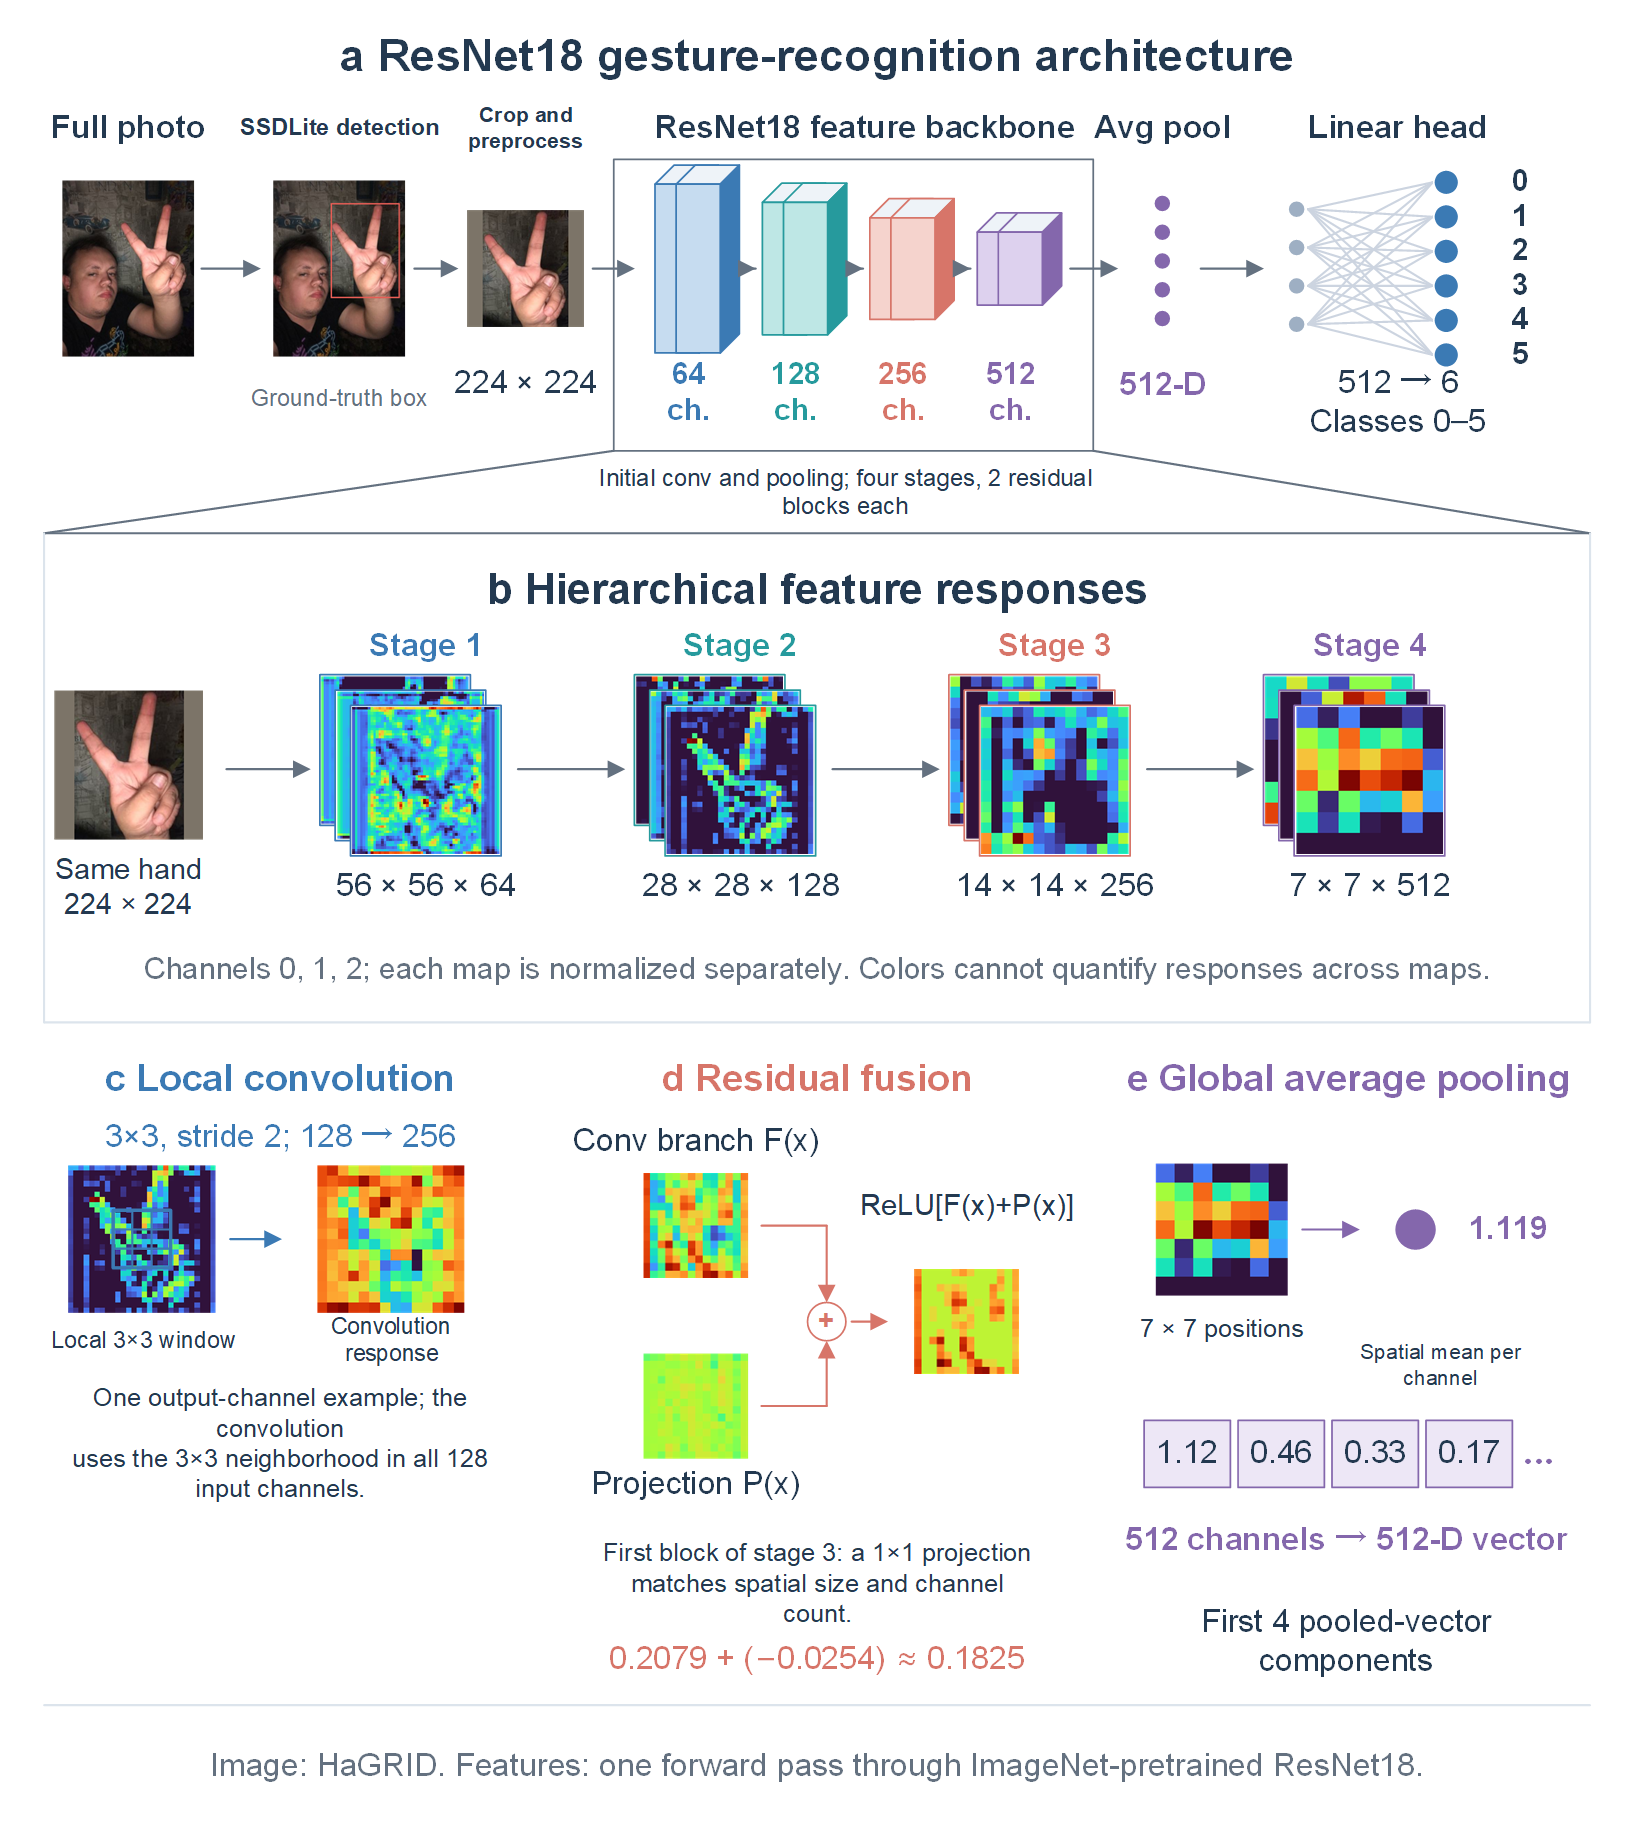 a ResNet18 gesture-recognition architecture
Full photo
SSDLite detection
Crop and
preprocess
ResNet18 feature backbone
Avg pool
Linear head
0
1
2
3
4
5
Ground-truth box
224 × 224
64
ch.
128
ch.
256
ch.
512
ch.
512-D
512 → 6
Classes 0–5
Initial conv and pooling; four stages, 2 residual
blocks each
b Hierarchical feature responses
Stage 1
Stage 2
Stage 3
Stage 4
Same hand
224 × 224
56 × 56 × 64
28 × 28 × 128
14 × 14 × 256
7 × 7 × 512
Channels 0, 1, 2; each map is normalized separately. Colors cannot quantify responses across maps.
c Local convolution
3×3, stride 2; 128 → 256
Local 3×3 window
Convolution
response
One output-channel example; the
convolution
uses the 3×3 neighborhood in all 128
input channels.
d Residual fusion
Conv branch F(x)
ReLU[F(x)+P(x)]
+
Projection P(x)
First block of stage 3: a 1×1 projection
matches spatial size and channel
count.
0.2079 + (−0.0254) ≈ 0.1825
e Global average pooling
1.119
7 × 7 positions
Spatial mean per
channel
1.12 0.46 0.33 0.17 ...
512 channels → 512-D vector
First 4 pooled-vector
components
Image: HaGRID. Features: one forward pass through ImageNet-pretrained ResNet18.